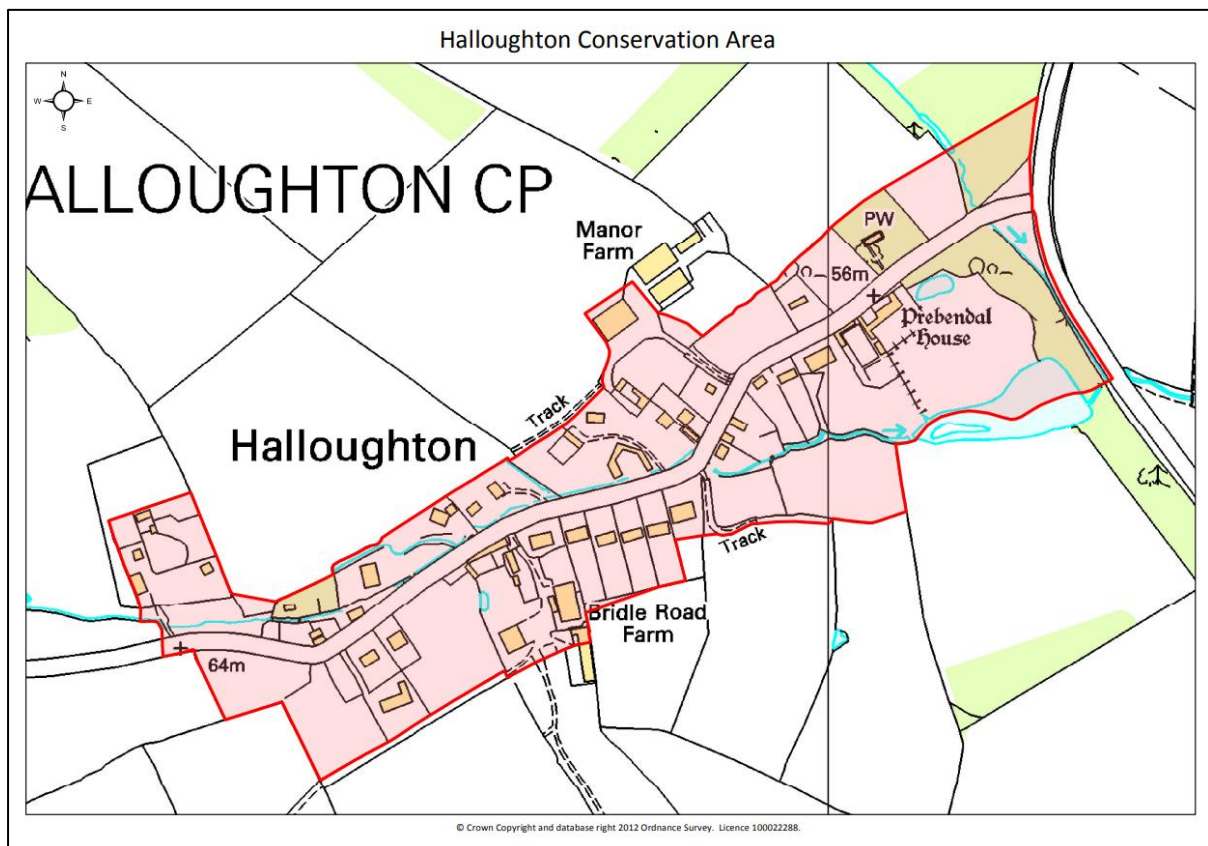 Halloughton Conservation Area
N
W E
S
ALLOUGHTON CP
Manor
Farm
PW
56m
Prebendal
House
Track
Halloughton
Track
Bridle Road
Farm
64m
© Crown Copyright and database right 2012 Ordnance Survey. Licence 100022288.